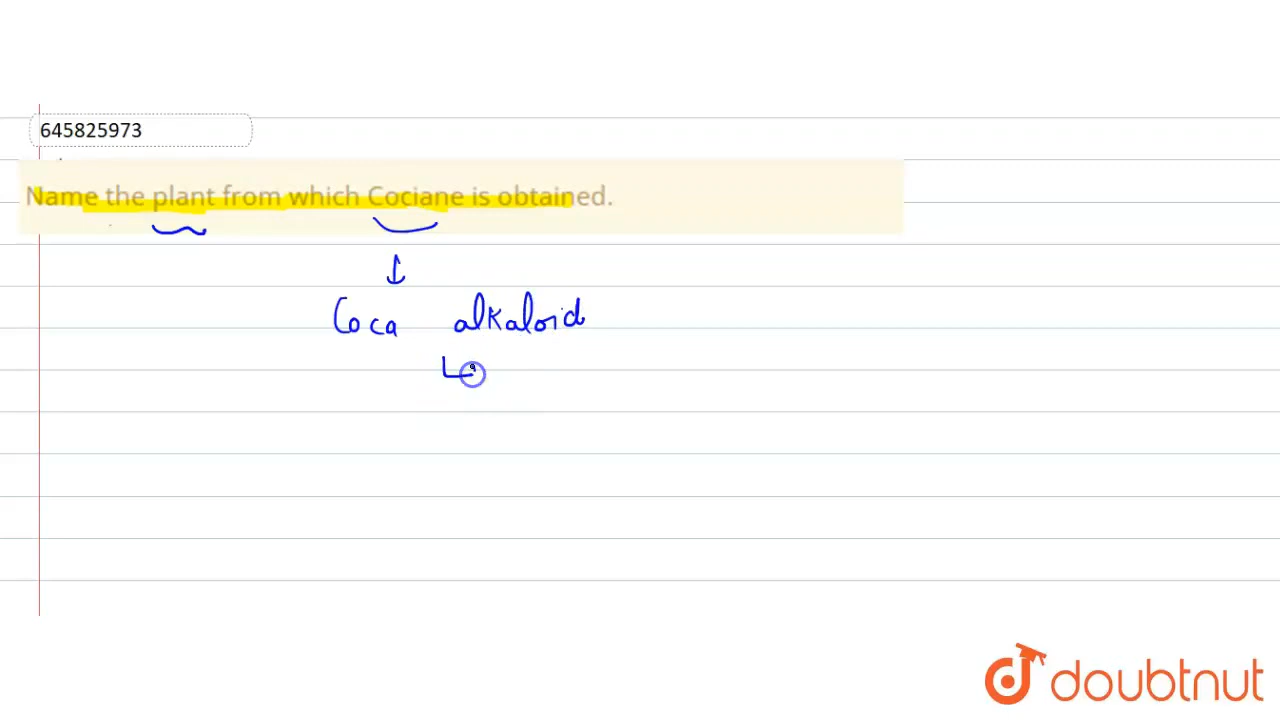 645825973
Name the plant from which Cociane is obtained.
Coca alkaloid
doubtnut